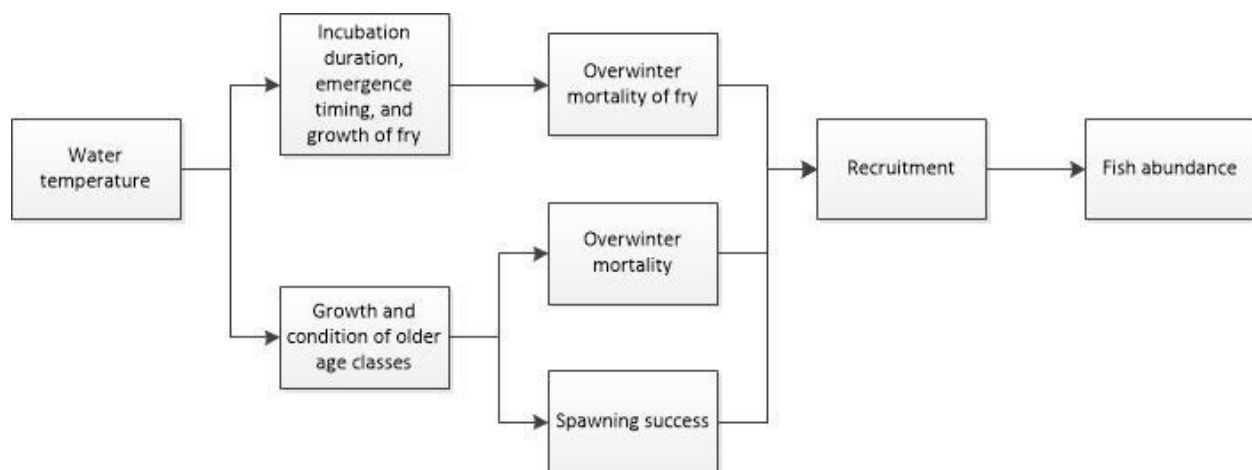 Water
temperature
Incubation
duration,
emergence
timing, and
growth of fry
Growth and
condition of older
age classes
Overwinter
mortality of fry
Overwinter
mortality
Spawning success
Recruitment
Fish abundance